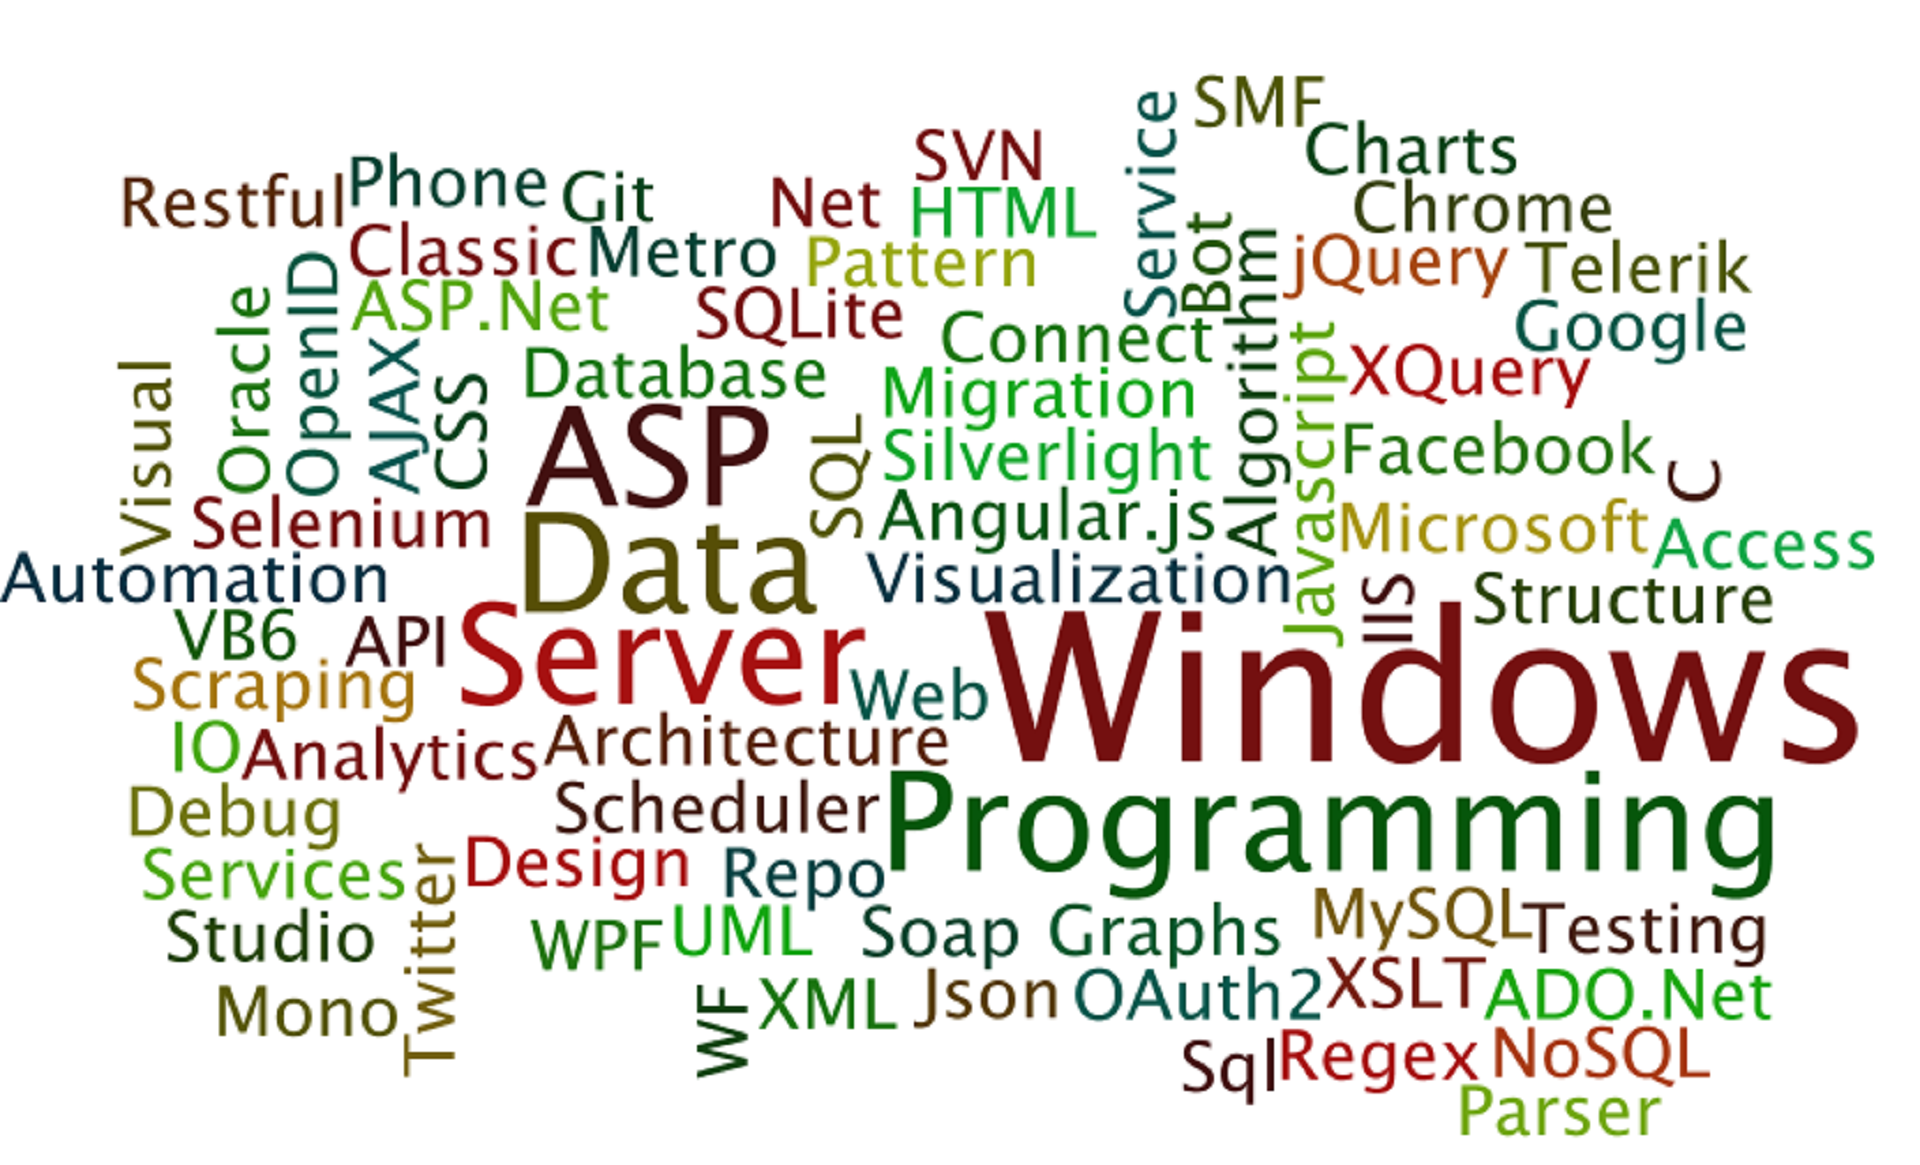 SMF
Service
Charts
SVN
Phone
Restful
Git
Net
HTML
Chrome
Classic
Metro
Pattern
Bot
jQuery
Telerik
OpenID
Oracle
ASP.Net
SQLite
Algorithm
Connect
Google
Javascript
Visual
AJAX
CSS
Database
Migration
XQuery
ASP
SQL
Silverlight
Facebook
C
Selenium
Data
Angular.js
Microsoft
Access
Automation
Visualization
IIS
Structure
VB6
API
Server
Windows
Scraping
Web
IO
Analytics
Architecture
Debug
Scheduler
Programming
Services
Twitter
Design
Repo
Studio
WPF
UML
Soap
Graphs
MySQL
Testing
Mono
WF
XML
Json
OAuth2
XSLT
ADO.Net
Sql
Regex
NoSQL
Parser